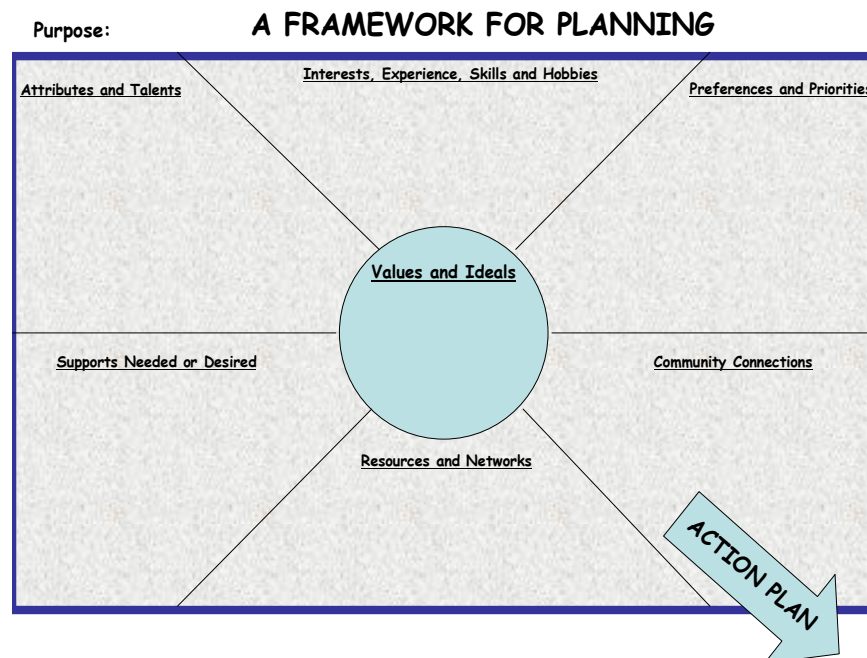 Purpose:
A FRAMEWORK FOR PLANNING
Attributes and Talents
Interests, Experience, Skills and Hobbies
Preferences and Priorities
Values and Ideals
Supports Needed or Desired
Community Connections
Resources and Networks
ACTION PLAN